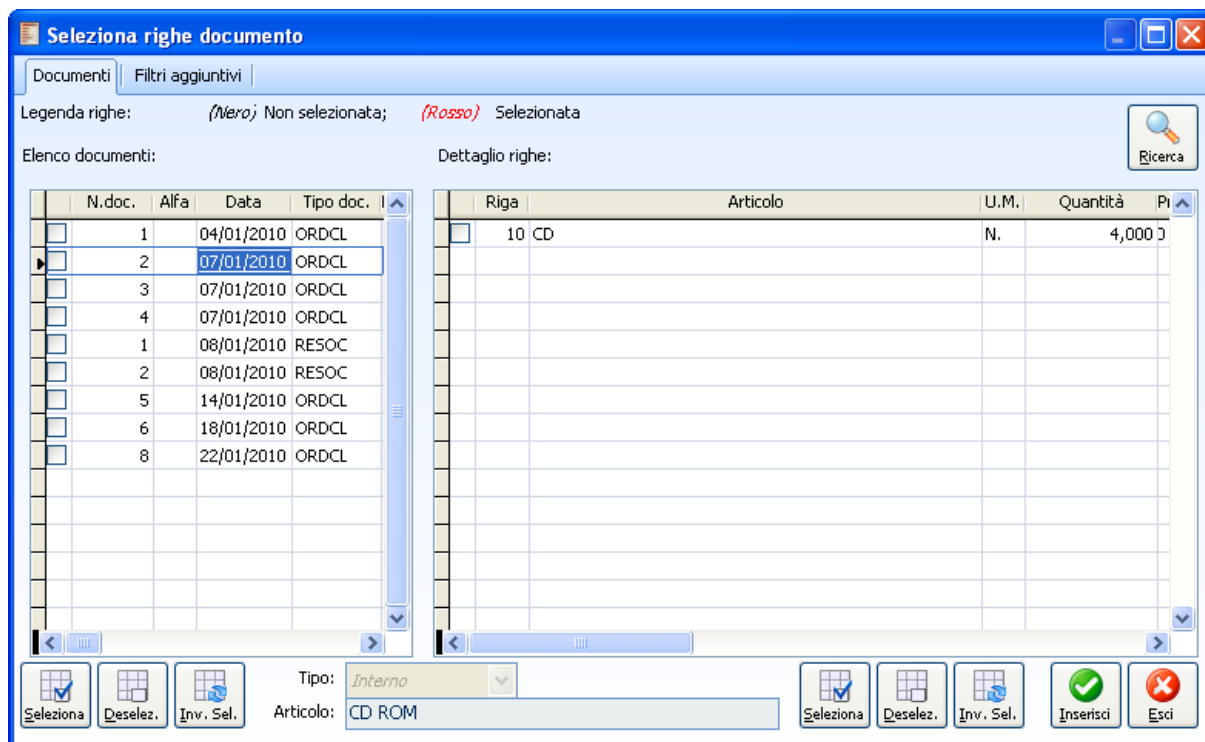 Seleziona righe documento
Documenti Filtri aggiuntivi
Legenda righe: (Nero) Non selezionata; (Rosso) Selezionata
Ricerca
Elenco documenti: Dettaglio righe:
N.doc. Alfa Data Tipo doc. Riga Articolo U.M. Quantità
1 04/01/2010 ORDCL 10 CD N. 4,000
2 07/01/2010 ORDCL
3 07/01/2010 ORDCL
4 07/01/2010 ORDCL
1 08/01/2010 RESOC
2 08/01/2010 RESOC
5 14/01/2010 ORDCL
6 18/01/2010 ORDCL
8 22/01/2010 ORDCL
Tipo: Interno
Articolo: CD ROM
Seleziona Deselez. Inv. Sel. Seleziona Deselez. Inv. Sel. Inserisci Esci